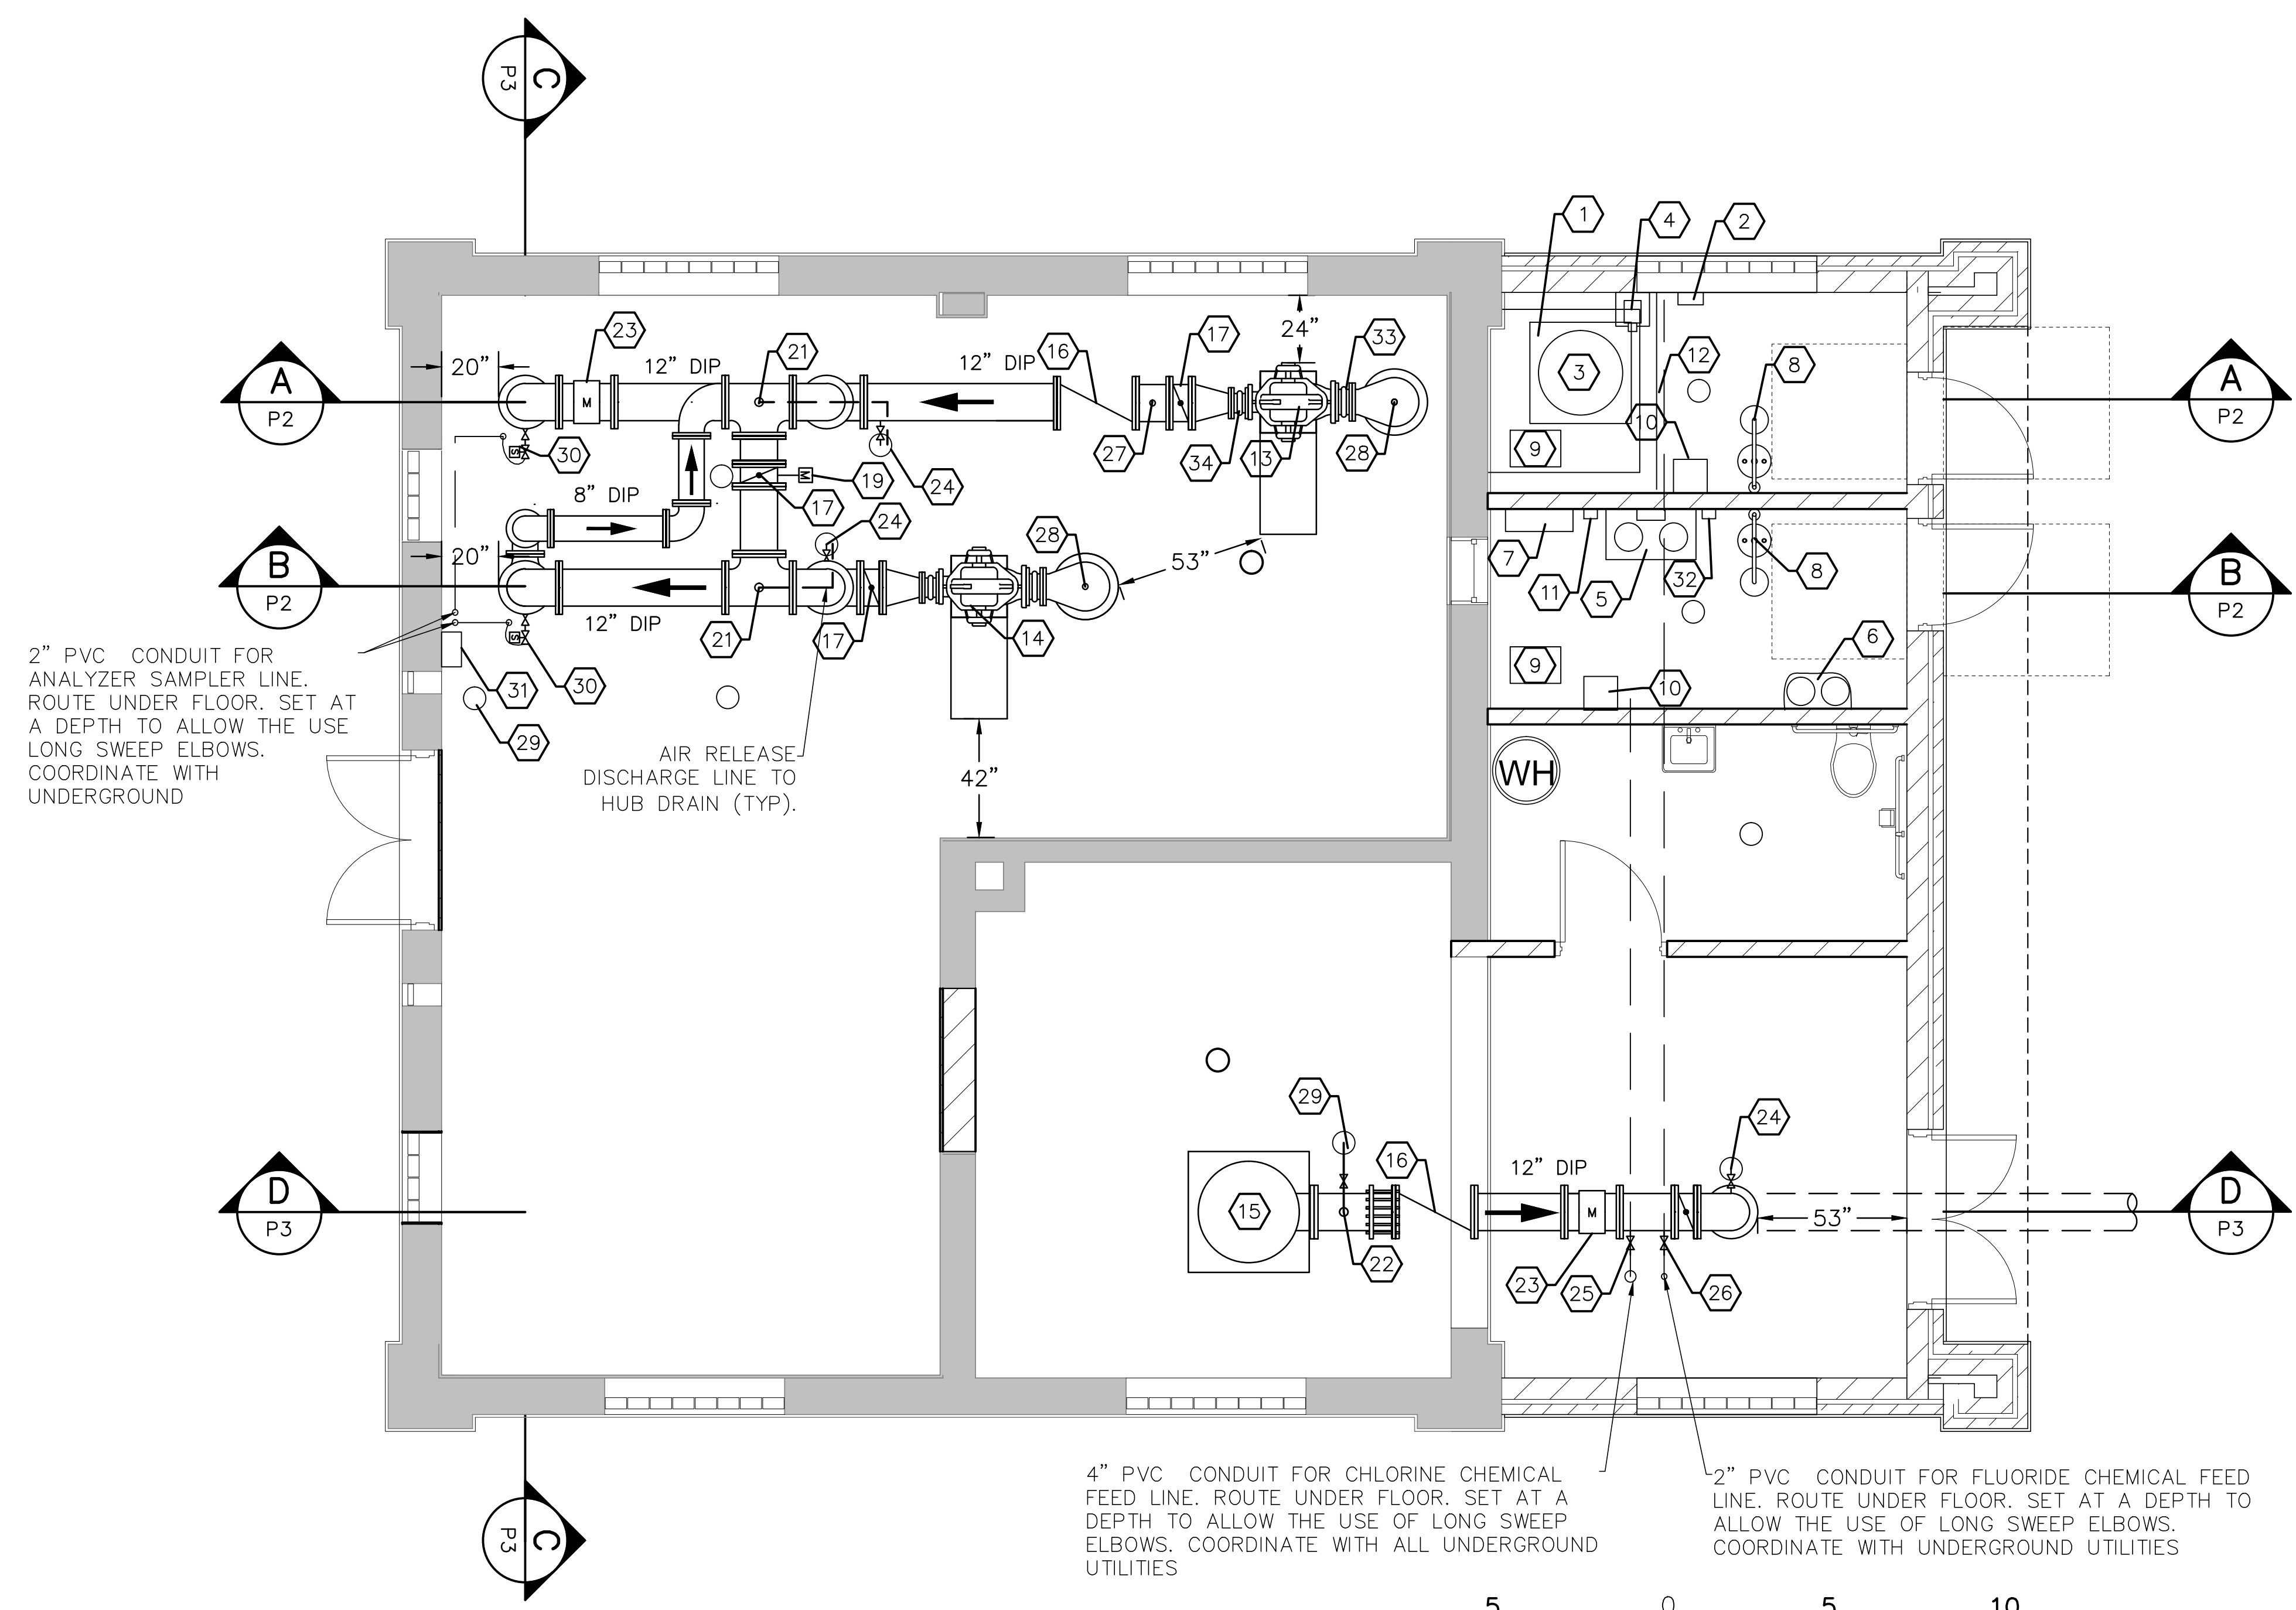 C
P3
1
4
2
23
12" DIP
21
12" DIP
16
17
24"
33
20"
A
P2
M
3
12
8
A
P2
10
9
30
S
27
34
13
28
M
19
24
17
8" DIP
24
28
53"
7
11
5
32
8
B
P2
20"
B
P2
12" DIP
21
17
14
S
31
30
29
9
10
6
2" PVC CONDUIT FOR
ANALYZER SAMPLER LINE.
ROUTE UNDER FLOOR. SET AT
A DEPTH TO ALLOW THE USE
LONG SWEEP ELBOWS.
COORDINATE WITH
UNDERGROUND
AIR RELEASE
DISCHARGE LINE TO
HUB DRAIN (TYP).
42"
WH
29
16
12" DIP
24
D
P3
15
M
53"
D
P3
22
23
25
26
4" PVC CONDUIT FOR CHLORINE CHEMICAL
FEED LINE. ROUTE UNDER FLOOR. SET AT A
DEPTH TO ALLOW THE USE OF LONG SWEEP
ELBOWS. COORDINATE WITH ALL UNDERGROUND
UTILITIES
2" PVC CONDUIT FOR FLUORIDE CHEMICAL FEED
LINE. ROUTE UNDER FLOOR. SET AT A DEPTH TO
ALLOW THE USE OF LONG SWEEP ELBOWS.
COORDINATE WITH UNDERGROUND UTILITIES
C
P3
5 0 5 10